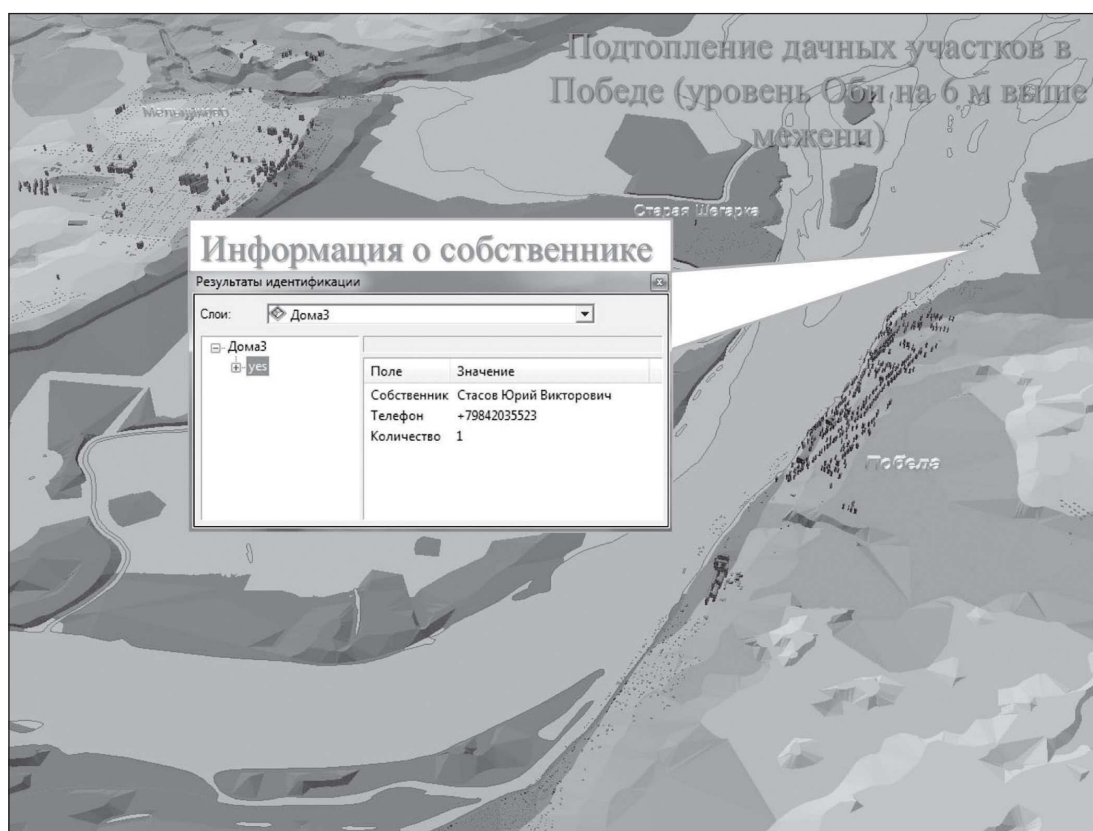 Подтопление дачных участков в
Победе (уровень Оби на 6 м выше
межени)
Мельниково
Старая Шегарка
Информация о собственнике
Результаты идентификации
Слои: Дома3
Дома3
yes
Поле Значение
Собственник Стасов Юрий Викторович
Телефон +79842035523
Количество 1
Победа